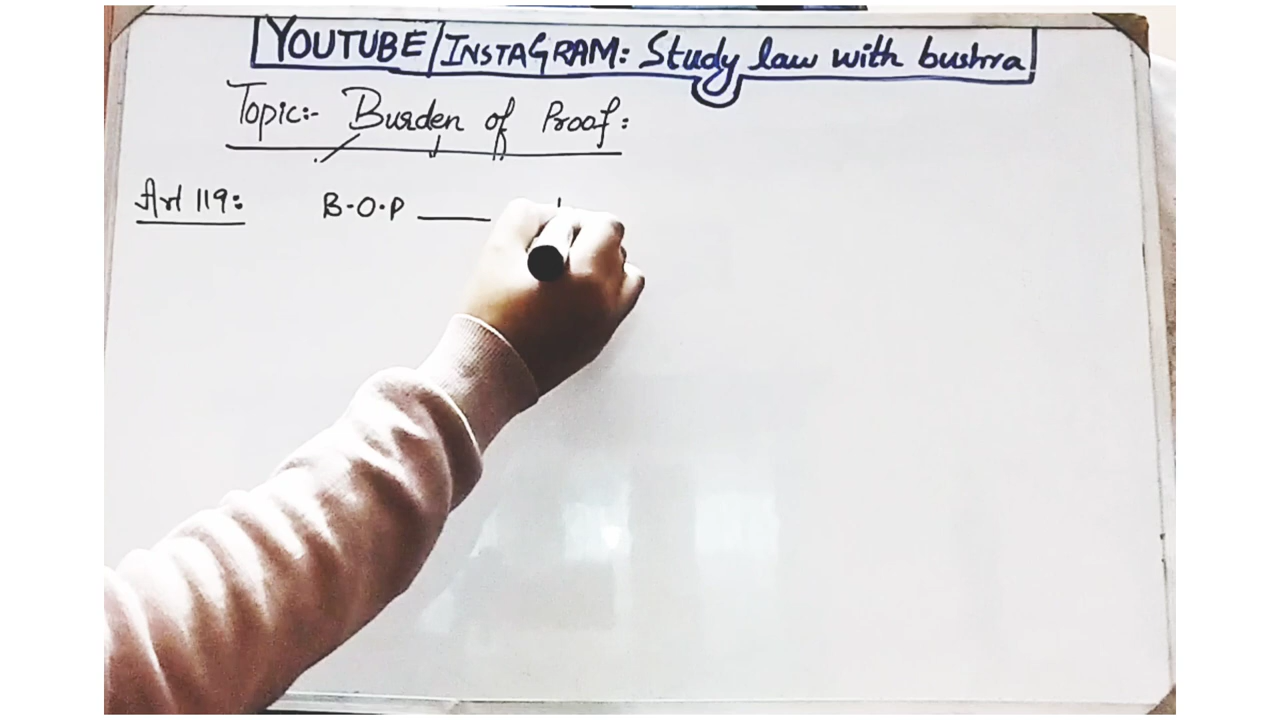 YOUTUBE/INSTAGRAM: Study law with bushra
Topic:- Burden of Proof:
Art 119: B.O.P ____